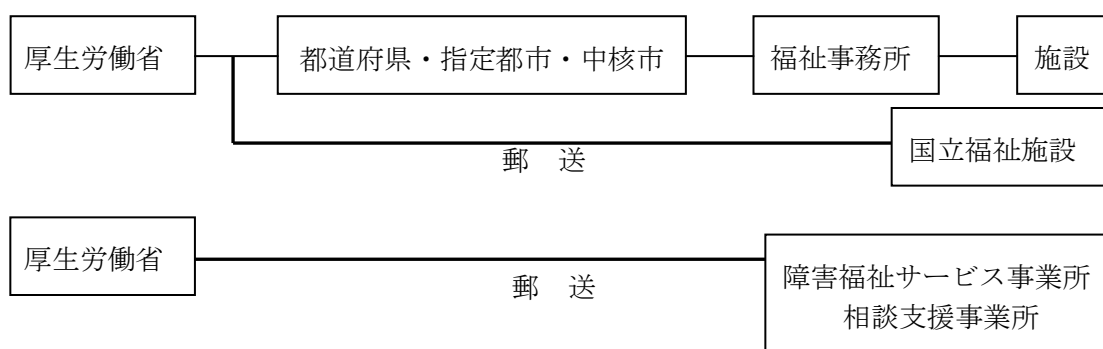 厚生労働省
都道府県・指定都市・中核市
福祉事務所
施設
郵　送
国立福祉施設
厚生労働省
郵　送
障害福祉サービス事業所
相談支援事業所